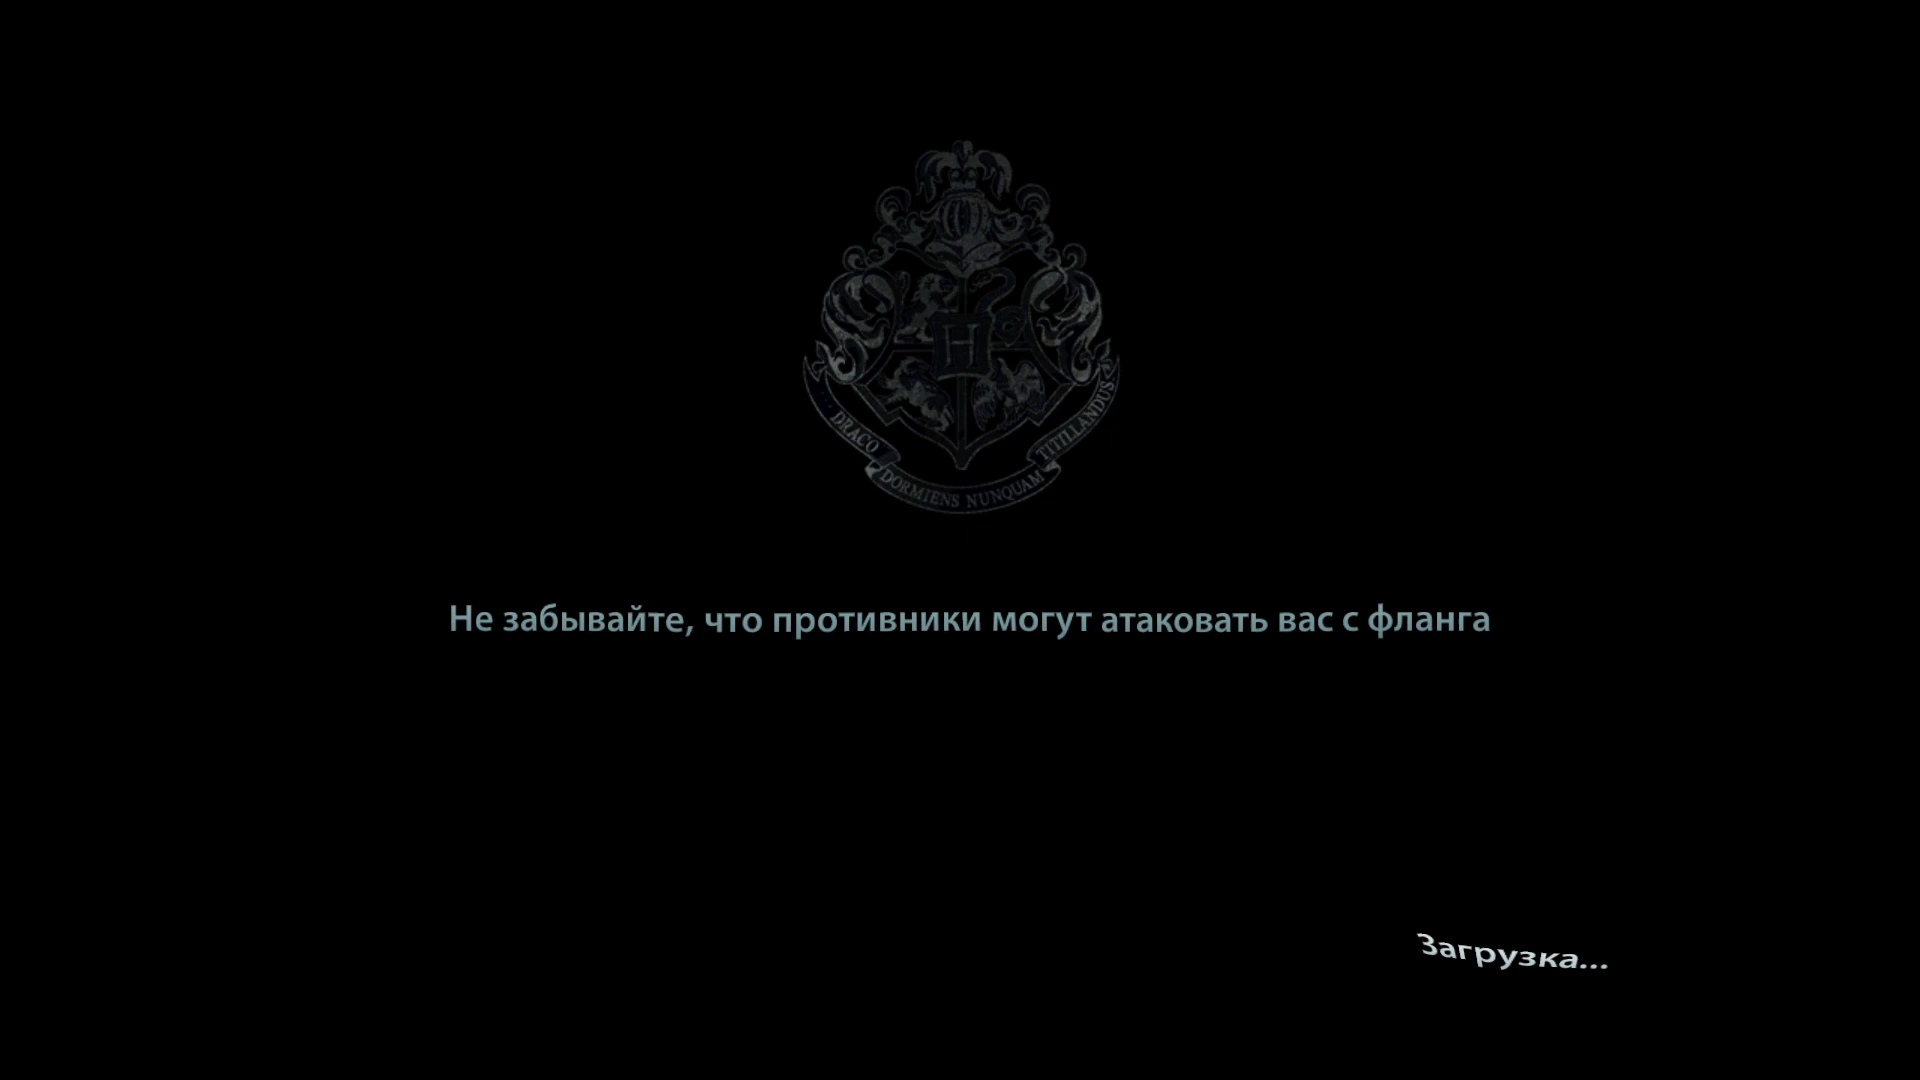 H
DRACO
DORMIENS NUNQUAM
TITILLANDUS
Не забывайте, что противники могут атаковать вас с фланга
Загрузка...